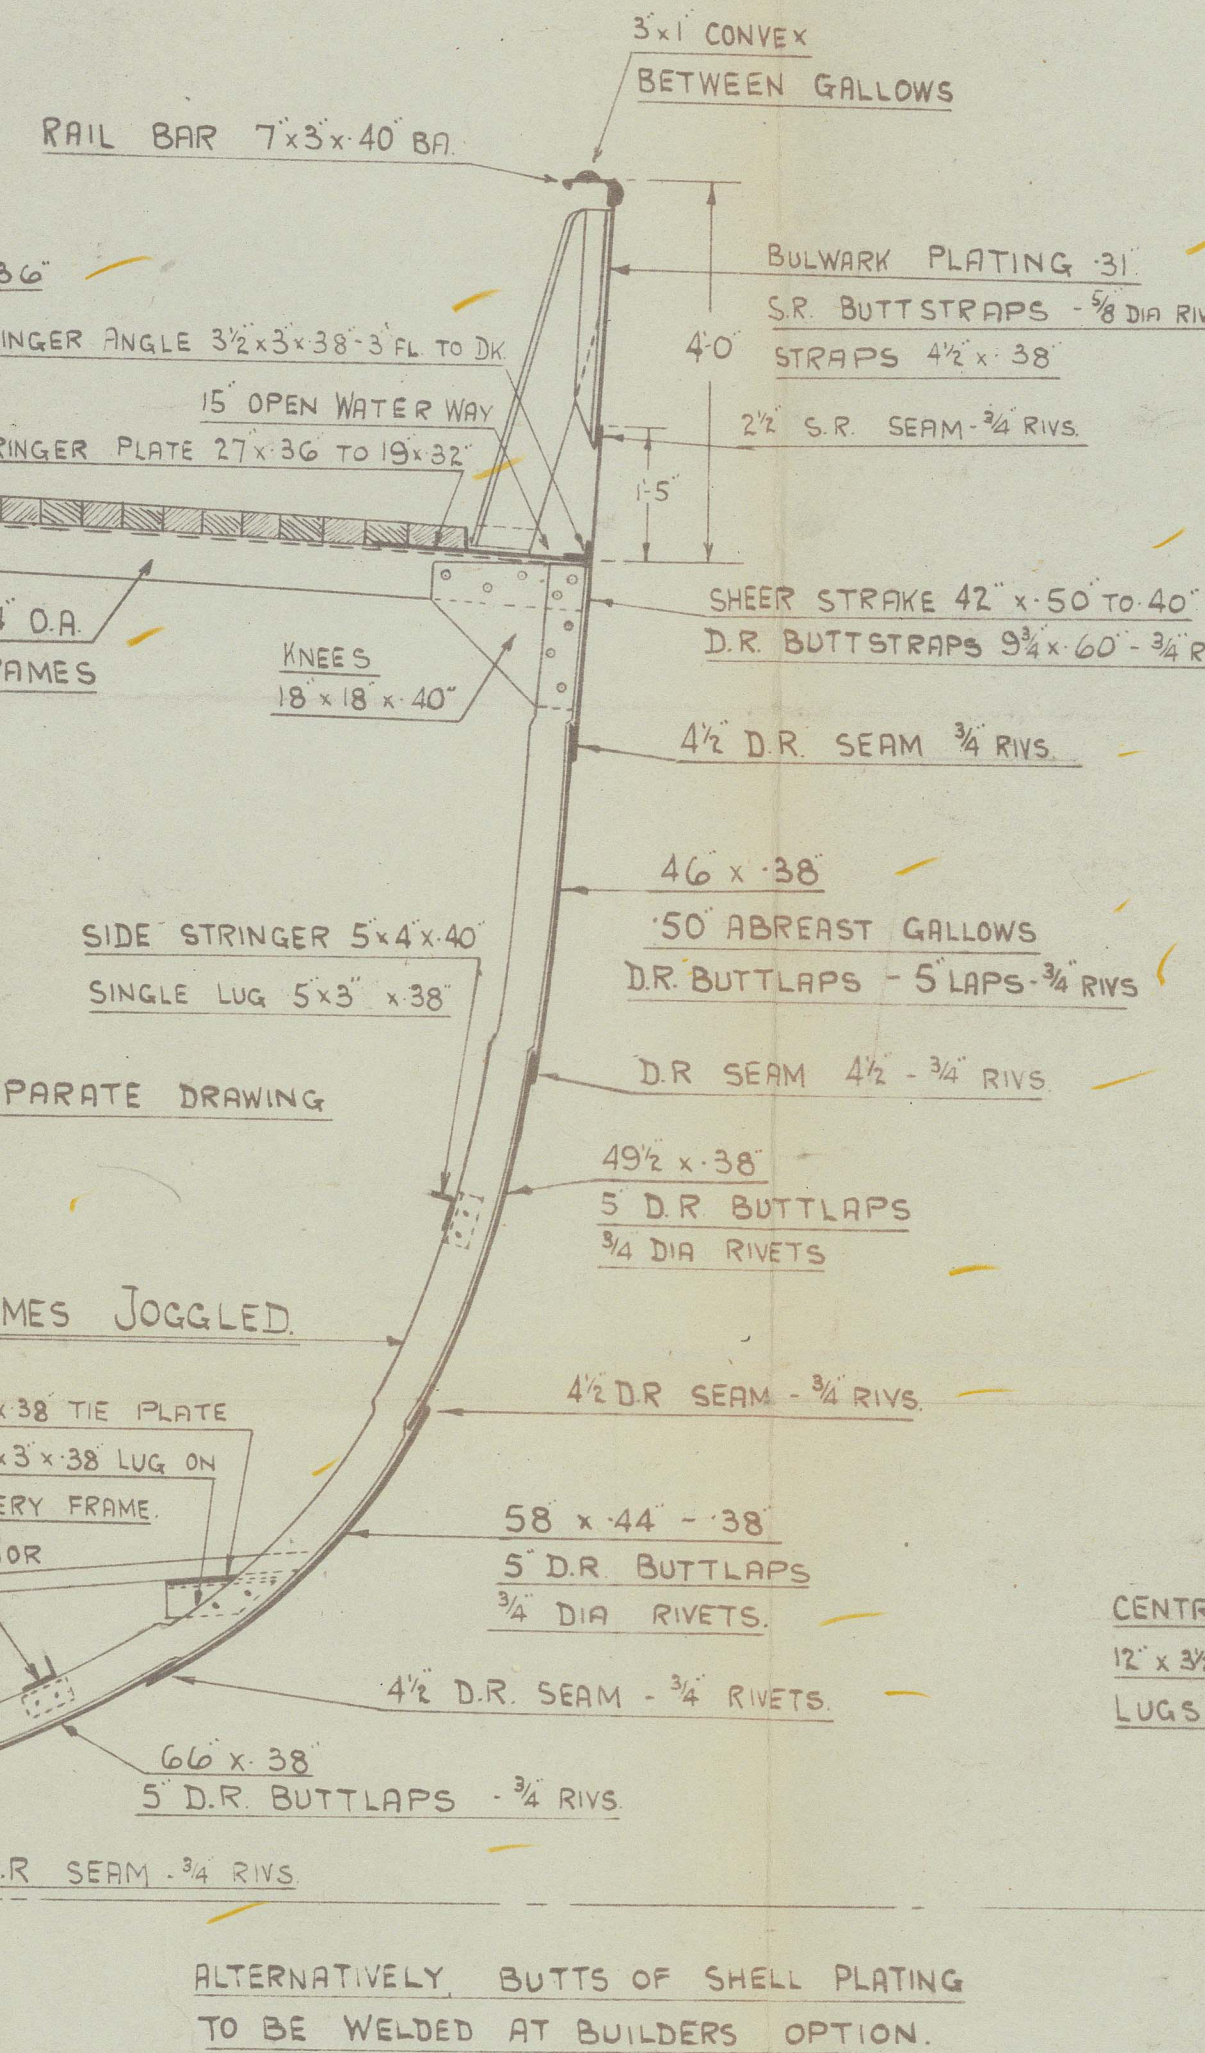 3"x1" CONVEX
BETWEEN GALLOWS
RAIL BAR 7"x3"x·40" BA.
BULWARK PLATING ·31"
S.R. BUTTSTRAPS - 5/8" DIA RIV
STRAPS 4½" x ·38"
4'-0"
36"
INGER ANGLE 3½"x3"x·38"-3" FL. TO DK.
15" OPEN WATER WAY
RINGER PLATE 27"x·36" TO 19"x·32"
2½" S.R. SEAM-¾" RIVS.
1'-5"
4" O.A.
AMES
KNEES
18" x 18" x ·40"
SHEER STRAKE 42" x ·50" TO ·40"
D.R. BUTTSTRAPS 9¾" x ·60" - ¾" R
4½" D.R. SEAM ¾" RIVS.
46" x ·38"
·50" ABREAST GALLOWS
D.R. BUTTLAPS - 5" LAPS-¾" RIVS
SIDE STRINGER 5"x4"x·40"
SINGLE LUG 5"x3" x·38"
D.R SEAM 4½" - ¾" RIVS.
PARATE DRAWING
49½" x ·38"
5" D.R BUTTLAPS
¾" DIA RIVETS
MES JOGGLED.
4½" D.R SEAM - ¾" RIVS.
x·38" TIE PLATE
x3"x·38" LUG ON
ERY FRAME.
OR
58" x ·44" - ·38"
5" D.R. BUTTLAPS
¾" DIA RIVETS.
CENTR
12" x 3½
LUGS
4½" D.R. SEAM - ¾" RIVETS.
66" x ·38"
5" D.R. BUTTLAPS - ¾" RIVS.
.R SEAM - ¾" RIVS.
ALTERNATIVELY, BUTTS OF SHELL PLATING
TO BE WELDED AT BUILDERS OPTION.